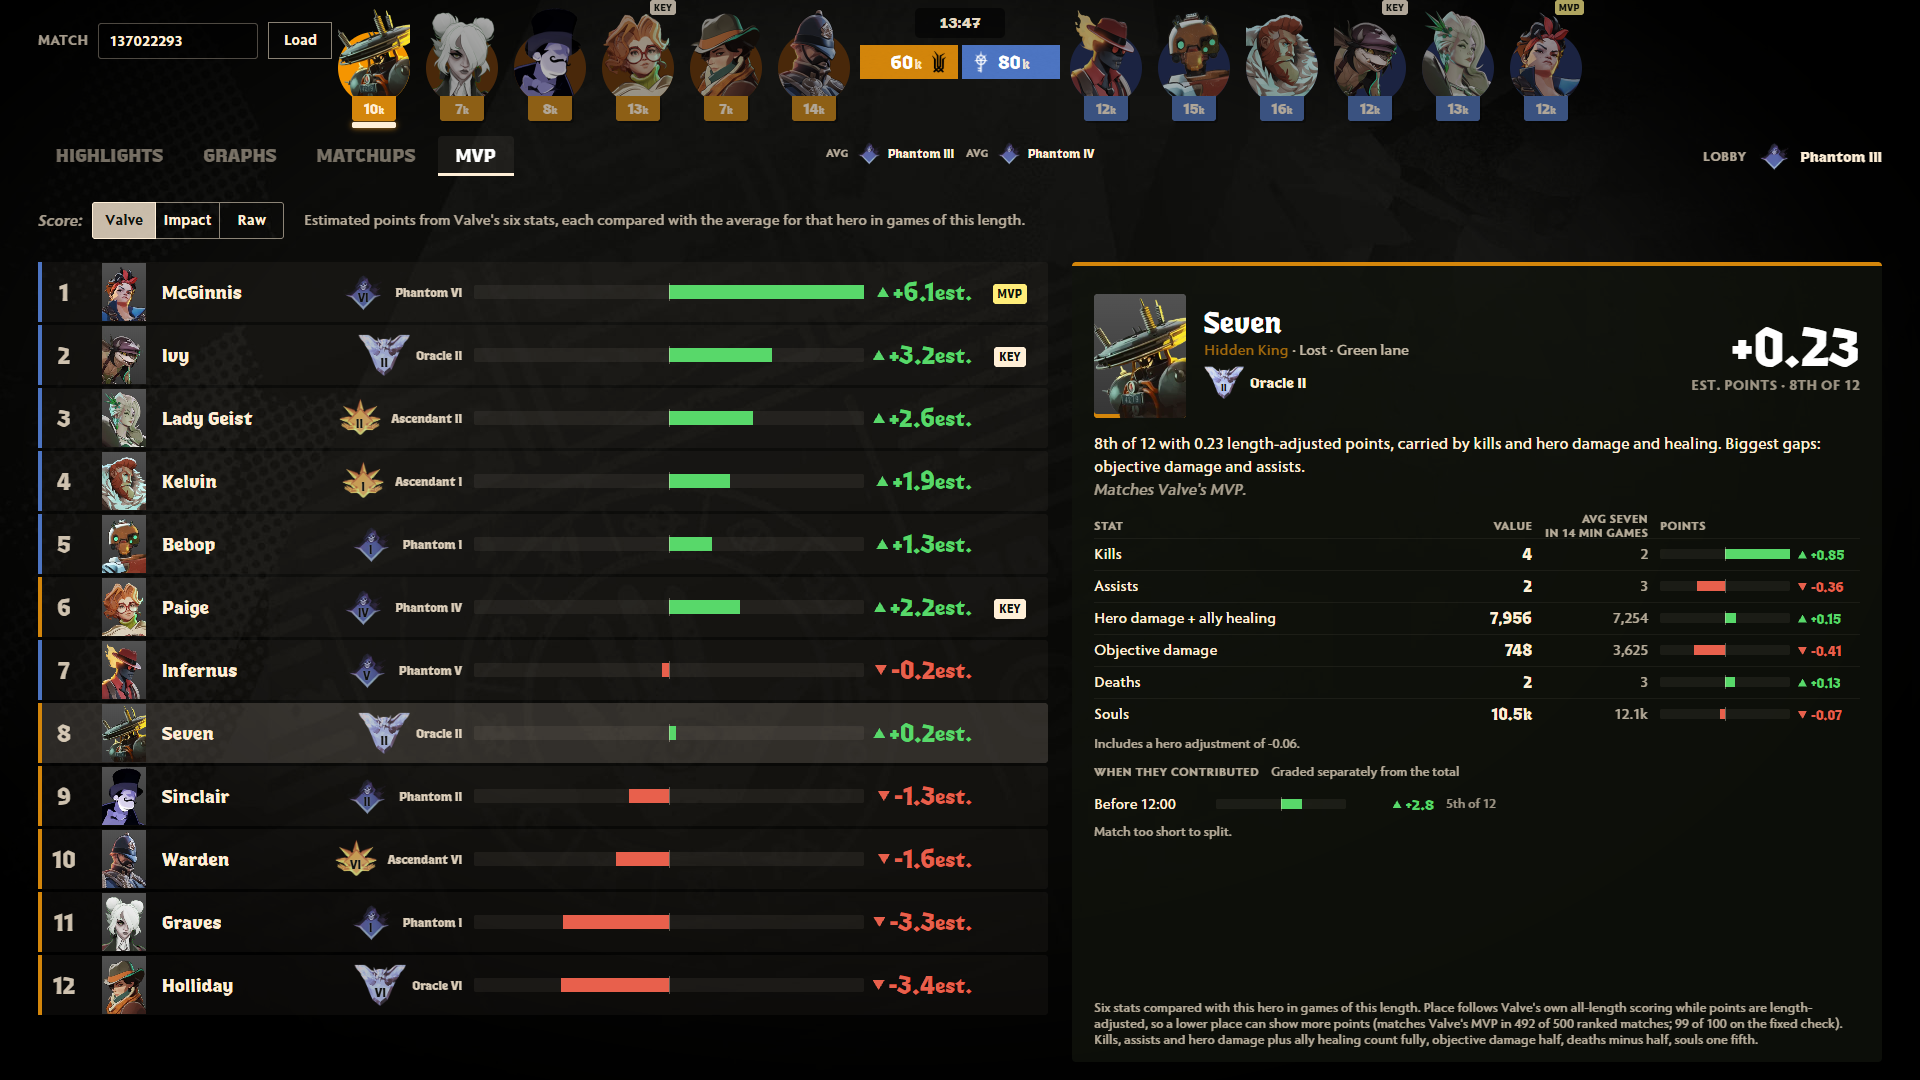 MATCH
137022293
Load
KEY
KEY
MVP
13:47
60k
80k
10k
7k
8k
13k
7k
14k
12k
15k
16k
12k
13k
12k
HIGHLIGHTS
GRAPHS
MATCHUPS
MVP
AVG
Phantom III
AVG
Phantom IV
LOBBY
Phantom III
Score:
Valve
Impact
Raw
Estimated points from Valve's six stats, each compared with the average for that hero in games of this length.
1 McGinnis VI Phantom VI ▲ +6.1est. MVP
2 Ivy II Oracle II ▲ +3.2est. KEY
3 Lady Geist II Ascendant II ▲ +2.6est.
4 Kelvin I Ascendant I ▲ +1.9est.
5 Bebop I Phantom I ▲ +1.3est.
6 Paige IV Phantom IV ▲ +2.2est. KEY
7 Infernus V Phantom V ▼ -0.2est.
8 Seven II Oracle II ▲ +0.2est.
9 Sinclair II Phantom II ▼ -1.3est.
10 Warden VI Ascendant VI ▼ -1.6est.
11 Graves I Phantom I ▼ -3.3est.
12 Holliday VI Oracle VI ▼ -3.4est.
Seven
Hidden King · Lost · Green lane
II Oracle II
+0.23
EST. POINTS · 8TH OF 12
8th of 12 with 0.23 length-adjusted points, carried by kills and hero damage and healing. Biggest gaps:
objective damage and assists.
Matches Valve's MVP.
STAT VALUE AVG SEVEN IN 14 MIN GAMES POINTS
Kills 4 2 ▲ +0.85
Assists 2 3 ▼ -0.36
Hero damage + ally healing 7,956 7,254 ▲ +0.15
Objective damage 748 3,625 ▼ -0.41
Deaths 2 3 ▲ +0.13
Souls 10.5k 12.1k ▼ -0.07
Includes a hero adjustment of -0.06.
WHEN THEY CONTRIBUTED Graded separately from the total
Before 12:00 ▲ +2.8 5th of 12
Match too short to split.
Six stats compared with this hero in games of this length. Place follows Valve's own all-length scoring while points are length-
adjusted, so a lower place can show more points (matches Valve's MVP in 492 of 500 ranked matches; 99 of 100 on the fixed check).
Kills, assists and hero damage plus ally healing count fully, objective damage half, deaths minus half, souls one fifth.